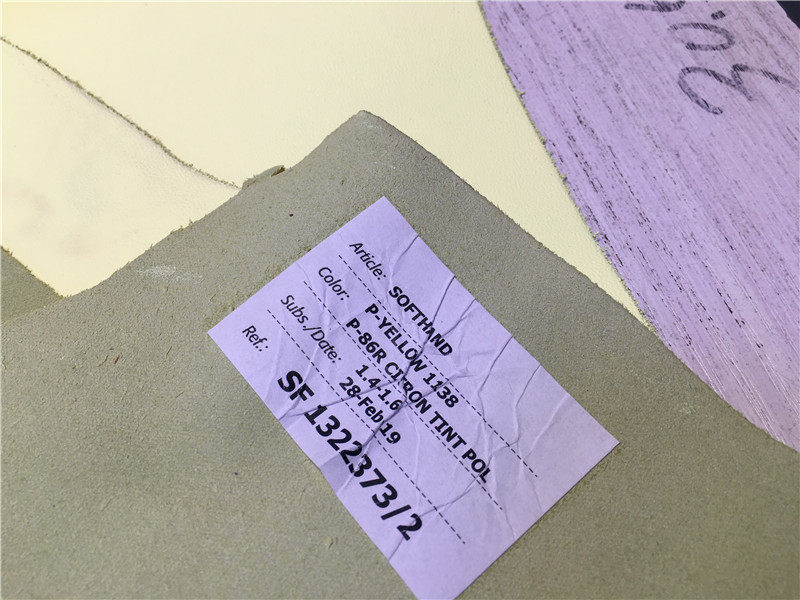 Article: SOFTHAND
Color: P-YELLOW 1138
P-86R CITRON TINT POL
Subs./Date: 1.4-1.6
28-Feb 19
Ref.: SF 1322373/2